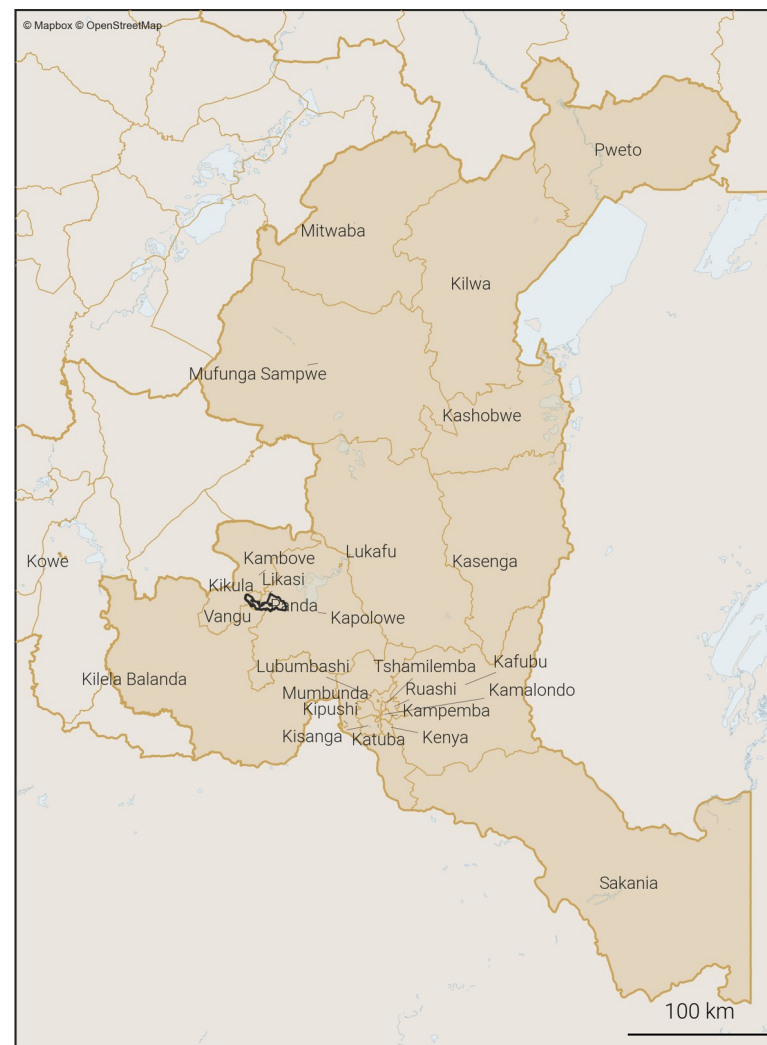 © Mapbox © OpenStreetMap
Pweto
Mitwaba
Kilwa
Mufunga Sampwe
Kashobwe
Lukafu
Kambove
Kasenga
Kowe
Likasi
Kikula
Panda
Vangu
Kapolowe
Kafubu
Lubumbashi
Tshamilemba
Kilela Balanda
Mumbunda
Ruashi
Kamalondo
Kipushi
Kampemba
Kisanga
Katuba
Kenya
Sakania
100 km